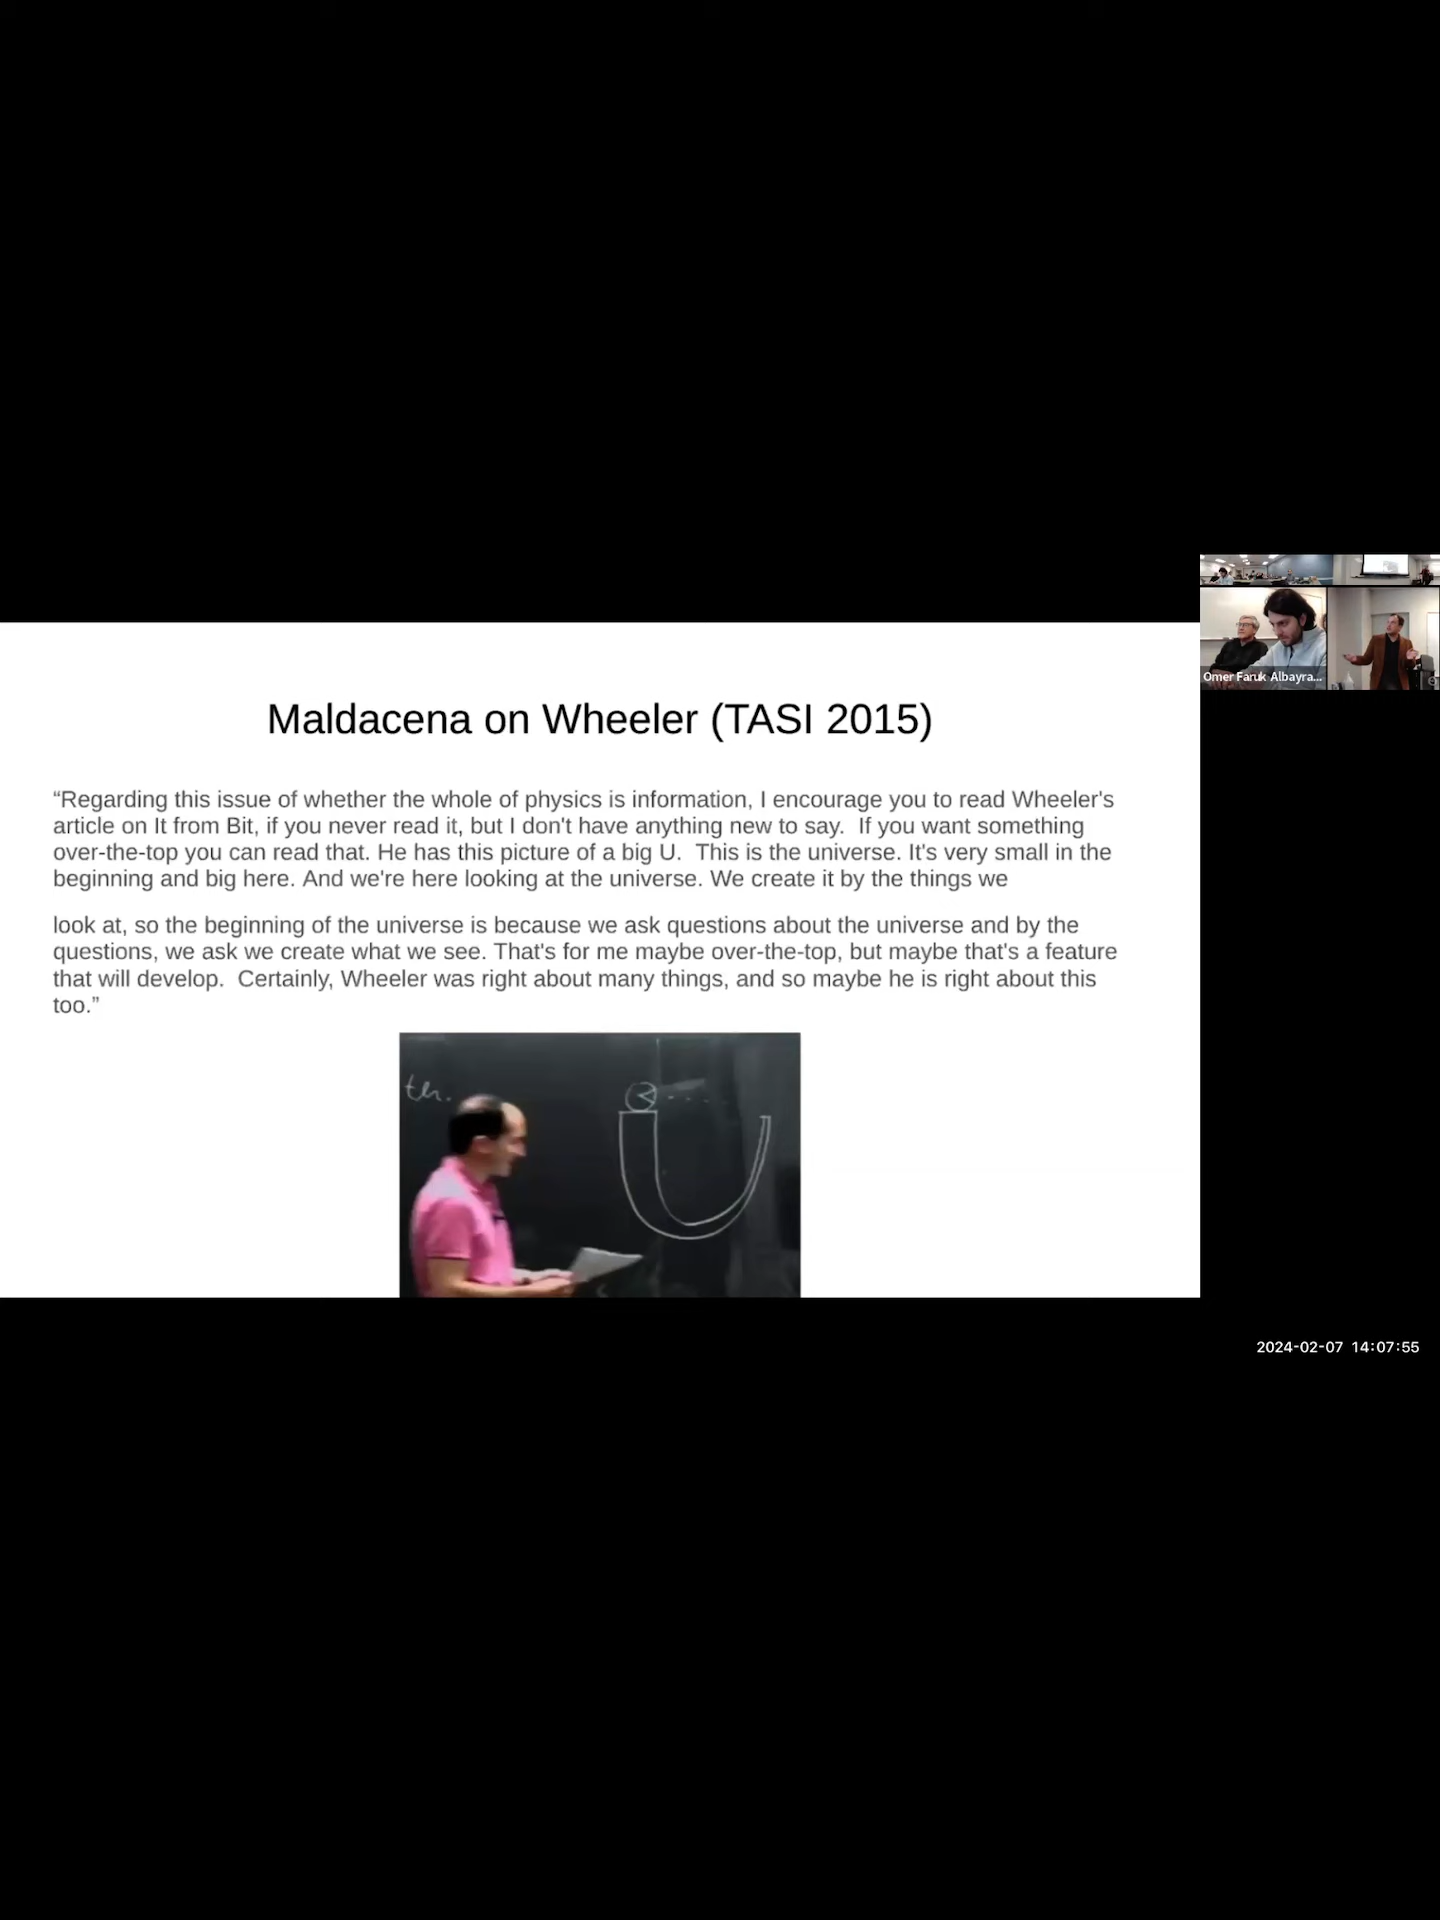 Omer Faruk Albayra...
Maldacena on Wheeler (TASI 2015)
“Regarding this issue of whether the whole of physics is information, I encourage you to read Wheeler's
article on It from Bit, if you never read it, but I don't have anything new to say.  If you want something
over-the-top you can read that. He has this picture of a big U.  This is the universe. It's very small in the
beginning and big here. And we're here looking at the universe. We create it by the things we
look at, so the beginning of the universe is because we ask questions about the universe and by the
questions, we ask we create what we see. That's for me maybe over-the-top, but maybe that's a feature
that will develop.  Certainly, Wheeler was right about many things, and so maybe he is right about this
too.”
th.
2024-02-07 14:07:55